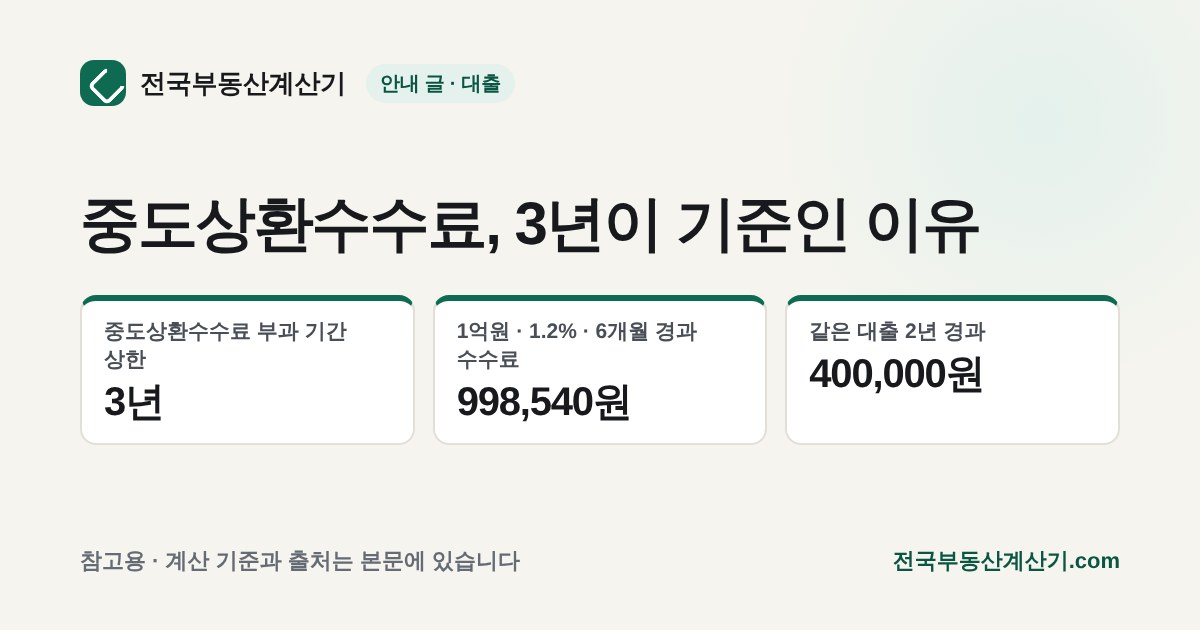 전국부동산계산기
안내 글 · 대출
중도상환수수료, 3년이 기준인 이유
중도상환수수료 부과 기간
상한
3년
1억원 · 1.2% · 6개월 경과
수수료
998,540원
같은 대출 2년 경과
400,000원
참고용 · 계산 기준과 출처는 본문에 있습니다
전국부동산계산기.com